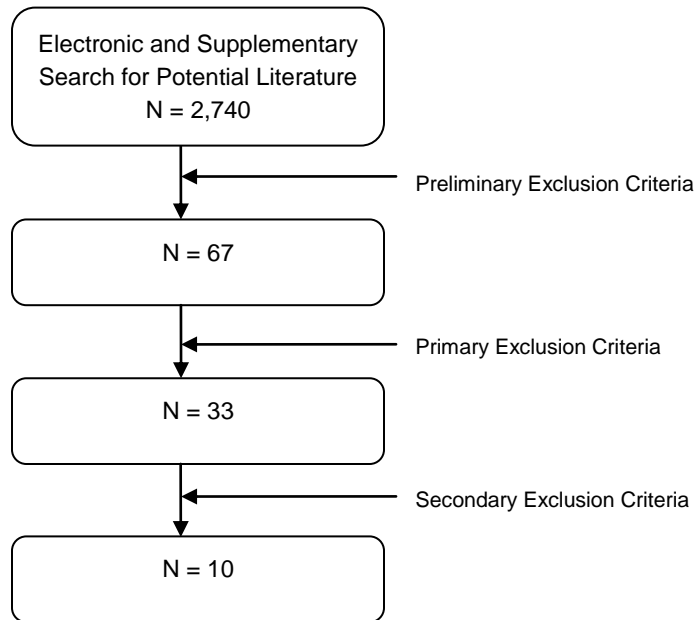 Electronic and Supplementary
Search for Potential Literature
N = 2,740
Preliminary Exclusion Criteria
N = 67
Primary Exclusion Criteria
N = 33
Secondary Exclusion Criteria
N = 10